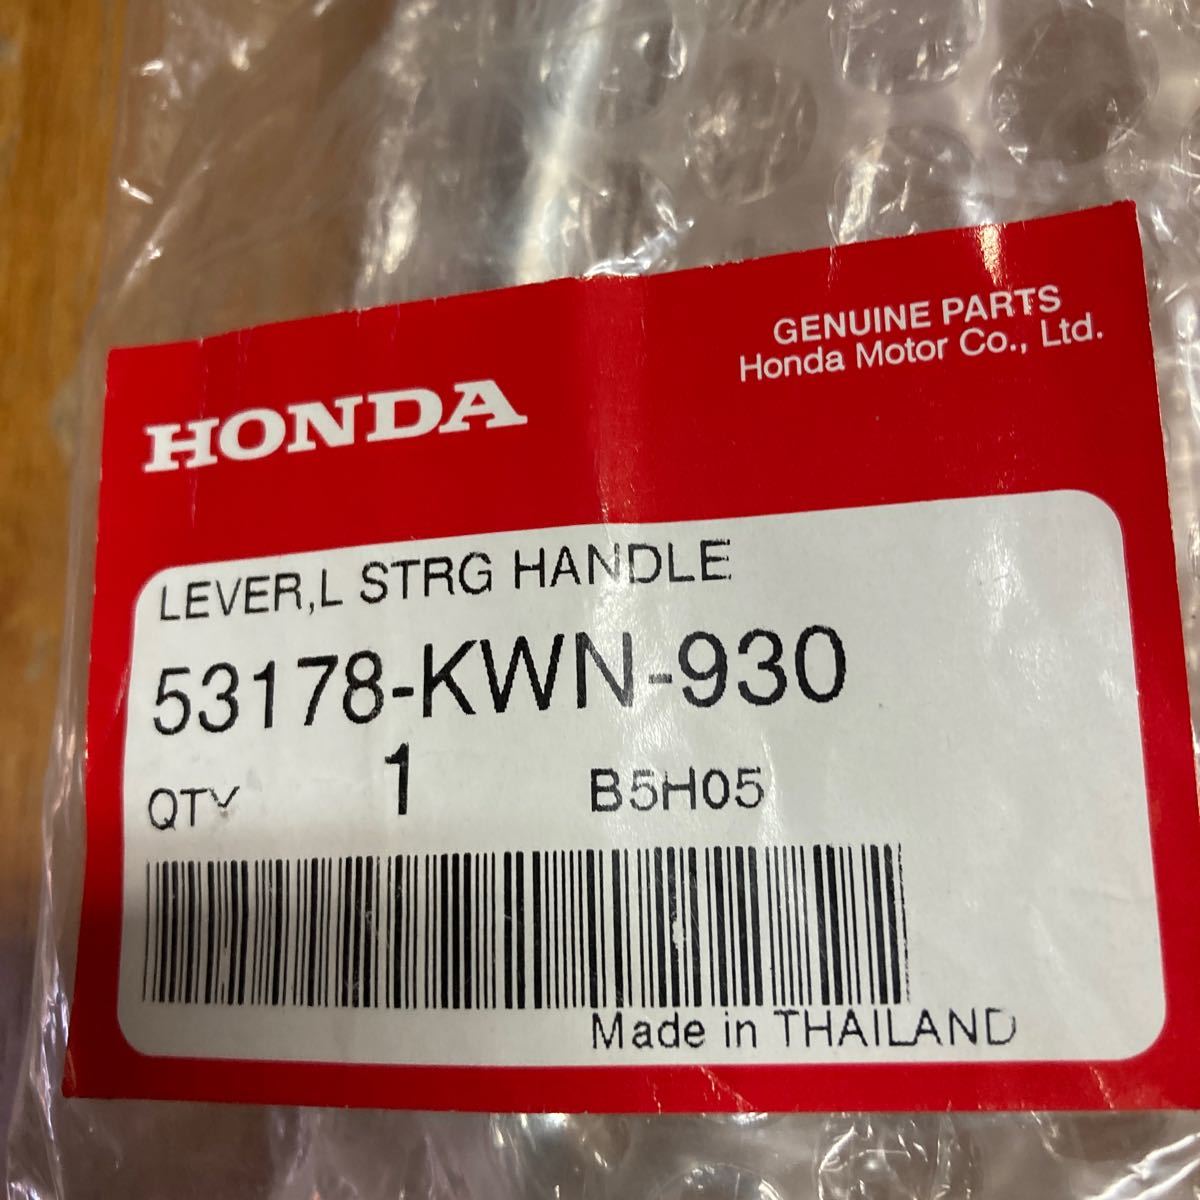 GENUINE PARTS
Honda Motor Co., Ltd.
HONDA
LEVER,L STRG HANDLE
53178-KWN-930
QTY 1 B5H05
Made in THAILAND